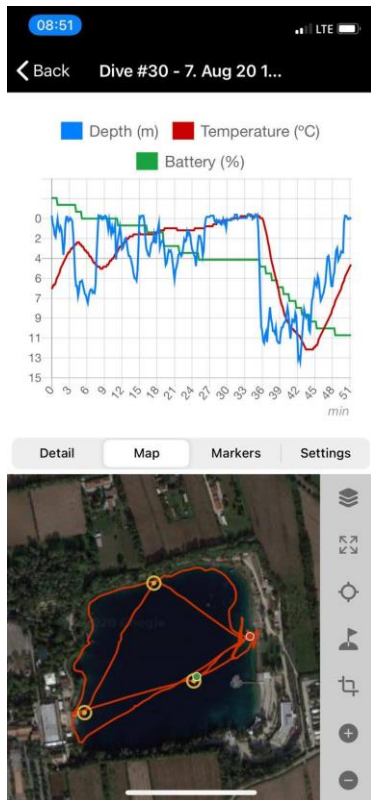 08:51
LTE
Back Dive #30 - 7. Aug 20 1...
Depth (m) Temperature (°C)
Battery (%)
0
2
4
6
7
9
11
13
15
0 3 6 9 12 15 18 21 24 27 30 33 36 39 42 45 48 51
min
Detail Map Markers Settings
2020 Google